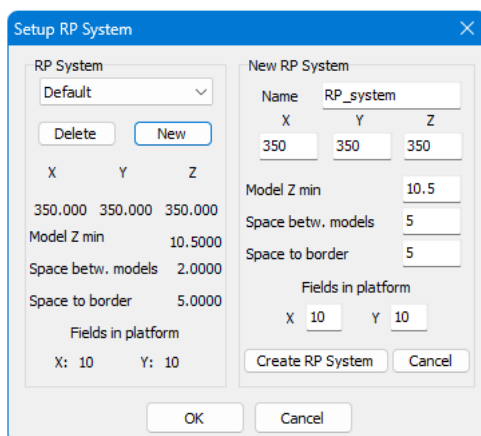 Setup RP System
RP System
Default
Delete New
X Y Z
350.000 350.000 350.000
Model Z min 10.5000
Space betw. models 2.0000
Space to border 5.0000
Fields in platform
X: 10 Y: 10
New RP System
Name RP_system
X Y Z
350 350 350
Model Z min 10.5
Space betw. models 5
Space to border 5
Fields in platform
X 10 Y 10
Create RP System Cancel
OK Cancel